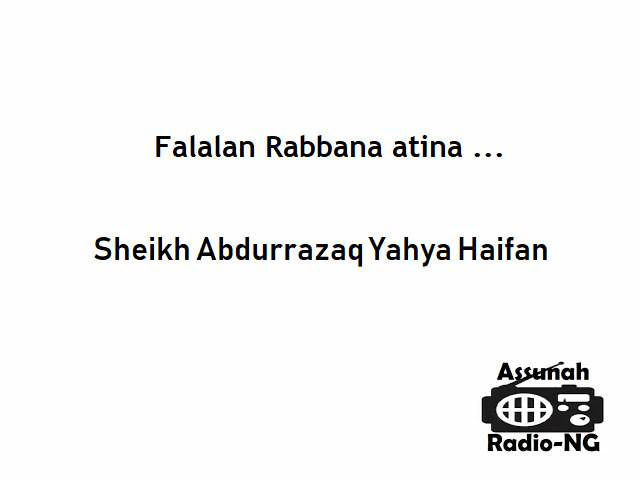 Falalan Rabbana atina ...
Sheikh Abdurrazaq Yahya Haifan
Assunah
Radio-NG